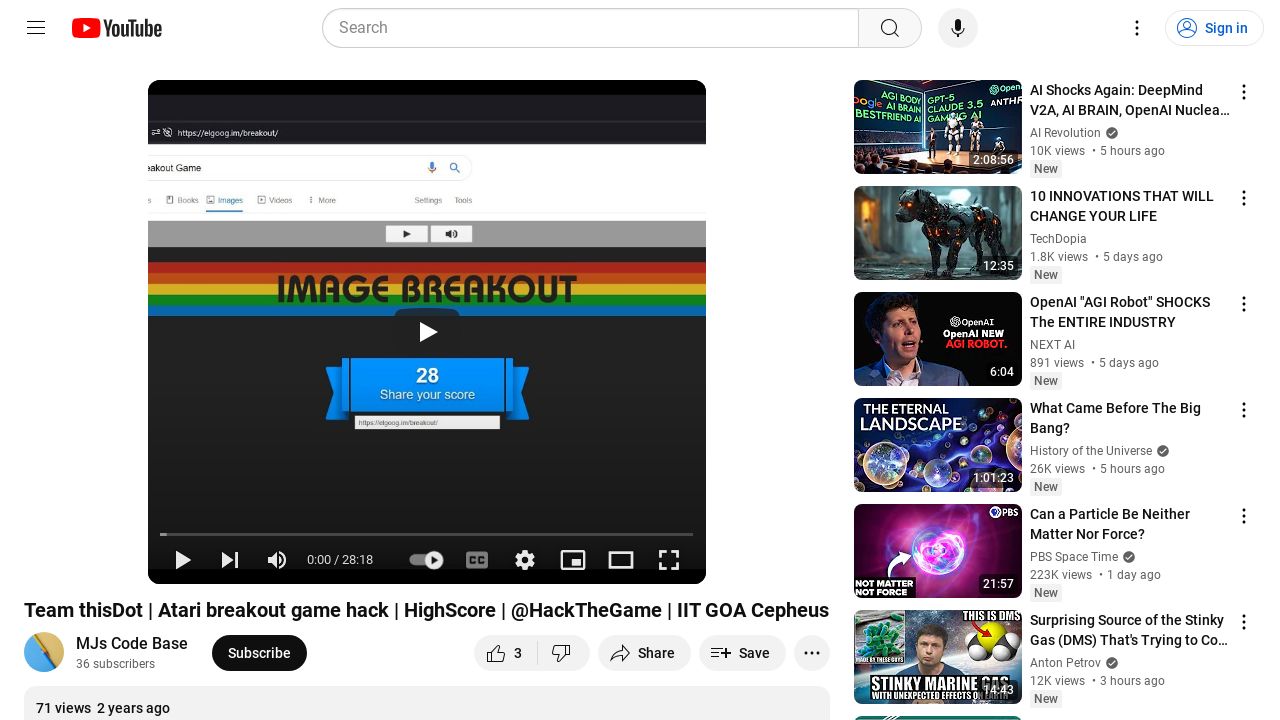 YouTube
Search
Sign in
https://elgoog.im/breakout/
eakout Game
s
Books
Images
Videos
More
Settings
Tools
IMAGE BREAKOUT
28
Share your score
https://elgoog.im/breakout/
0:00 / 28:18
CC
Team thisDot | Atari breakout game hack | HighScore | @HackTheGame | IIT GOA Cepheus
MJs Code Base
36 subscribers
Subscribe
3
Share
Save
71 views 2 years ago
AGI BODY
AI BRAIN
BESTFRIEND AI
GPT-5
CLAUDE 3.5
GAMING AI
2:08:56
AI Shocks Again: DeepMind
V2A, AI BRAIN, OpenAI Nuclea...
AI Revolution
10K views • 5 hours ago
New
12:35
10 INNOVATIONS THAT WILL
CHANGE YOUR LIFE
TechDopia
1.8K views • 5 days ago
New
OpenAI
OpenAI NEW
AGI ROBOT.
6:04
OpenAI "AGI Robot" SHOCKS
The ENTIRE INDUSTRY
NEXT AI
891 views • 5 days ago
New
THE ETERNAL
LANDSCAPE
1:01:23
What Came Before The Big
Bang?
History of the Universe
26K views • 5 hours ago
New
PBS
NOT MATTER
NOT FORCE
21:57
Can a Particle Be Neither
Matter Nor Force?
PBS Space Time
223K views • 1 day ago
New
THIS IS DMS
MADE BY THESE GUYS
STINKY MARINE GAS
WITH UNEXPECTED EFFECTS ON EARTH
14:43
Surprising Source of the Stinky
Gas (DMS) That's Trying to Co...
Anton Petrov
12K views • 3 hours ago
New